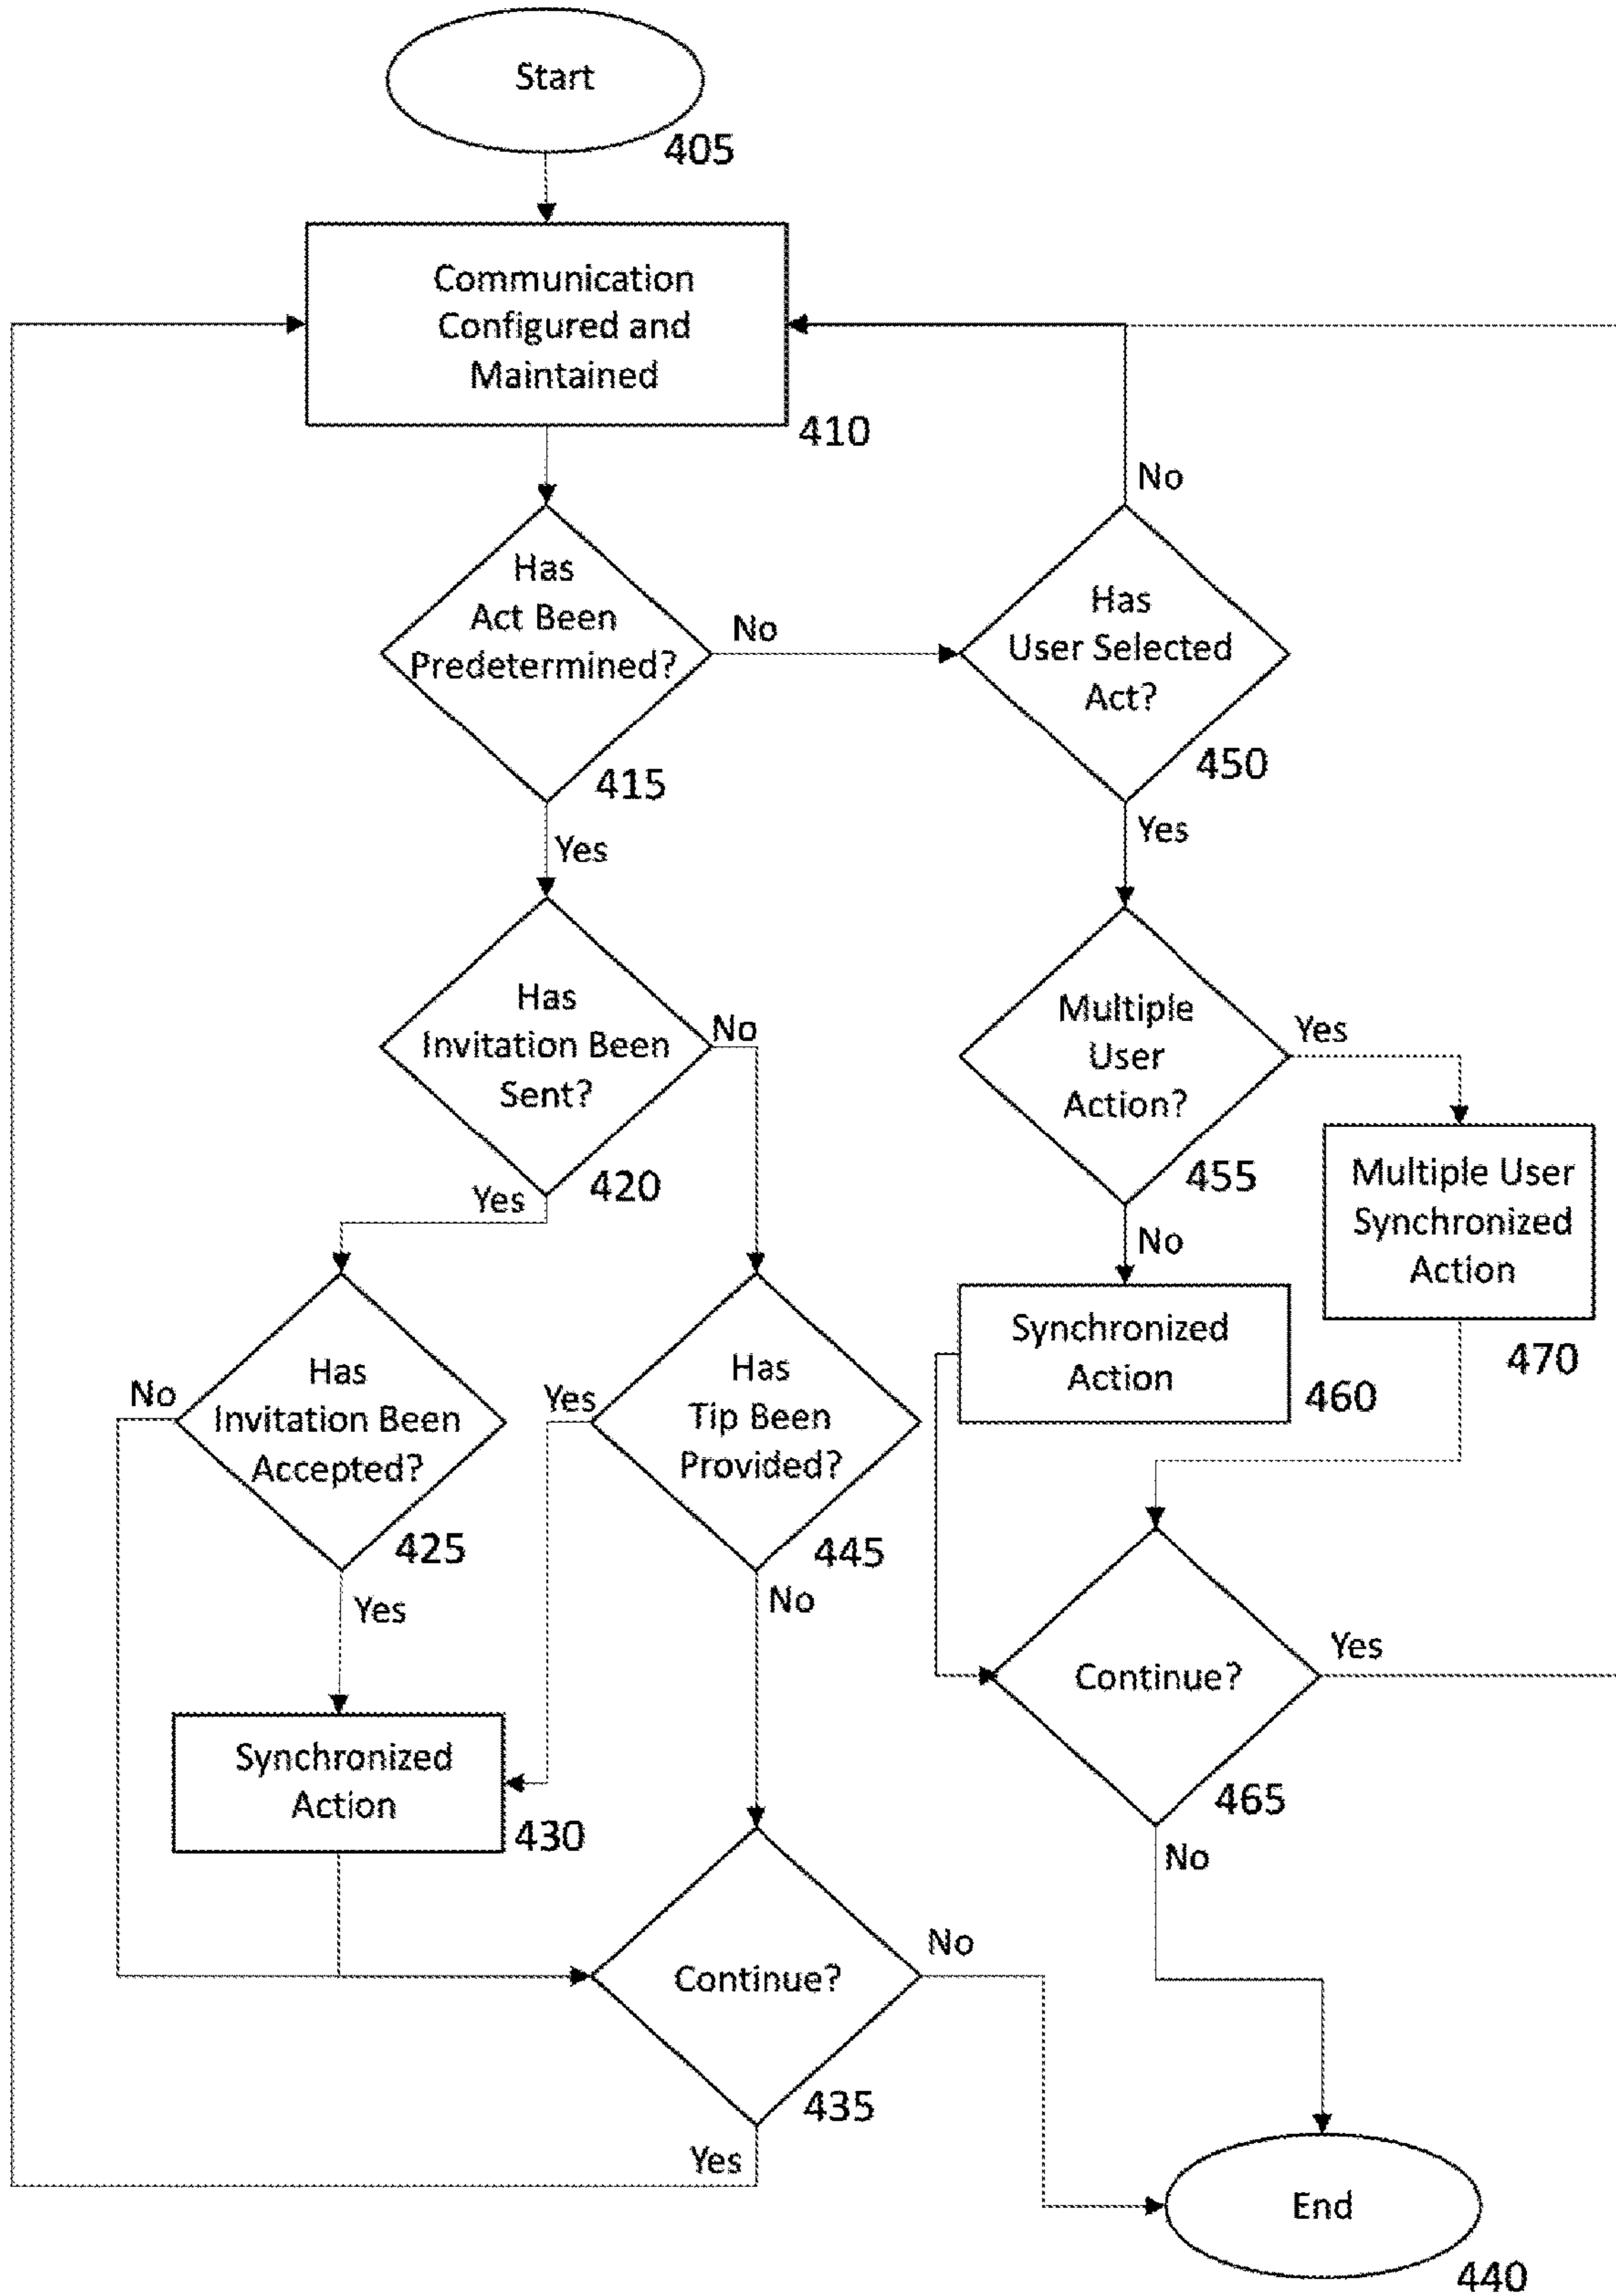 Start
405
Communication
Configured and
Maintained
410
No
Has
Act Been
Predetermined?
415
No
Has
User Selected
Act?
450
Yes
Yes
Has
Invitation Been
Sent?
420
No
Yes
Multiple
User
Action?
455
Yes
No
Multiple User
Synchronized
Action
470
Has
Invitation Been
Accepted?
425
No
Yes
Has
Tip Been
Provided?
445
Yes
No
Synchronized
Action
460
Synchronized
Action
430
Continue?
465
Yes
No
Continue?
435
No
Yes
End
440